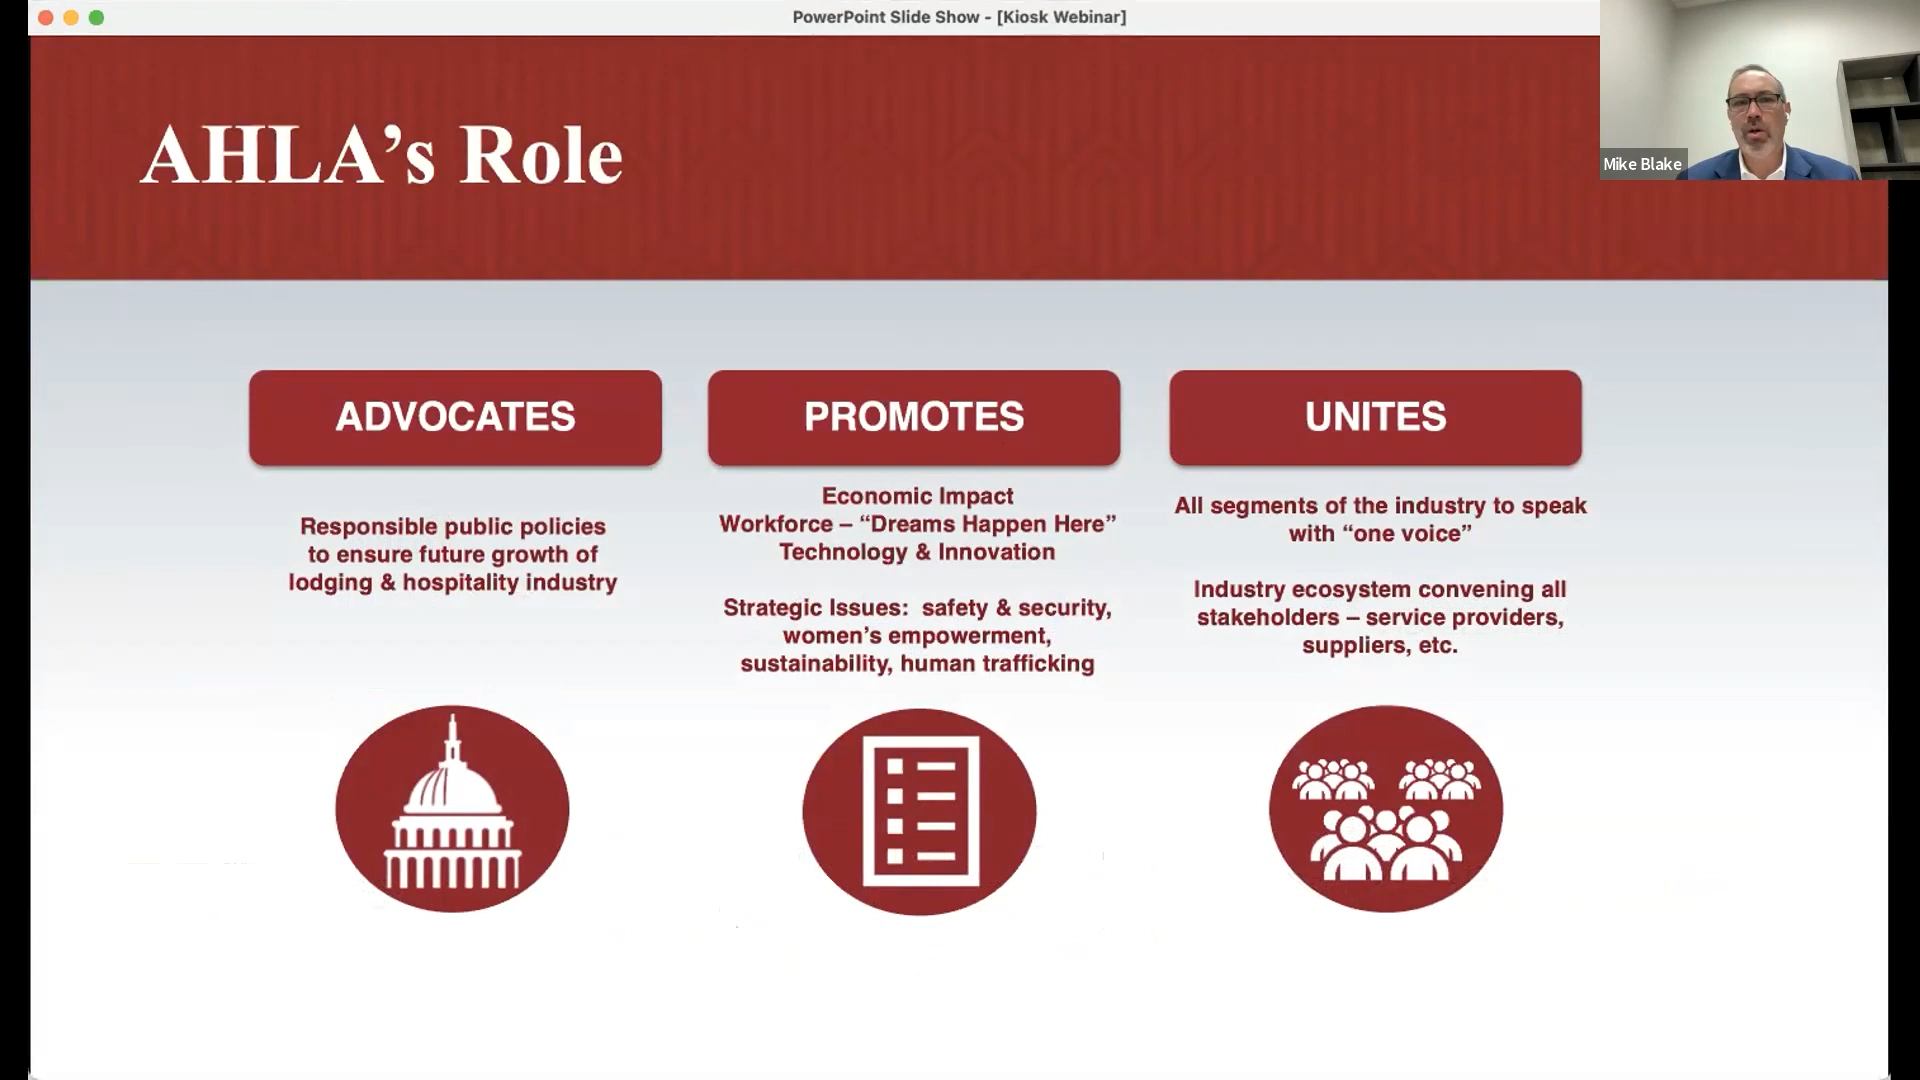 PowerPoint Slide Show - [Kiosk Webinar]
Mike Blake
AHLA’s Role
ADVOCATES
Responsible public policies
to ensure future growth of
lodging & hospitality industry
PROMOTES
Economic Impact
Workforce – “Dreams Happen Here”
Technology & Innovation
Strategic Issues:  safety & security,
women’s empowerment,
sustainability, human trafficking
UNITES
All segments of the industry to speak
with “one voice”
Industry ecosystem convening all
stakeholders – service providers,
suppliers, etc.